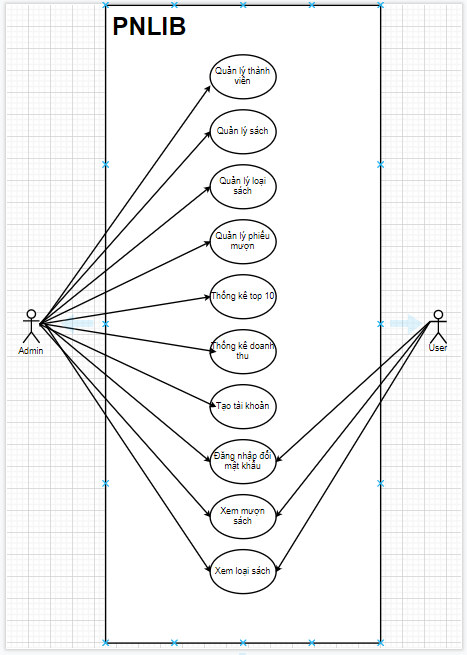 PNLIB
Quản lý thành
viên
Quản lý sách
Quản lý loại
sách
Quản lý phiếu
mượn
Thống kê top 10
Thống kê doanh
thu
Tạo tài khoản
Đăng nhập đổi
mật khẩu
Xem mượn
sách
Xem loại sách
Admin
User